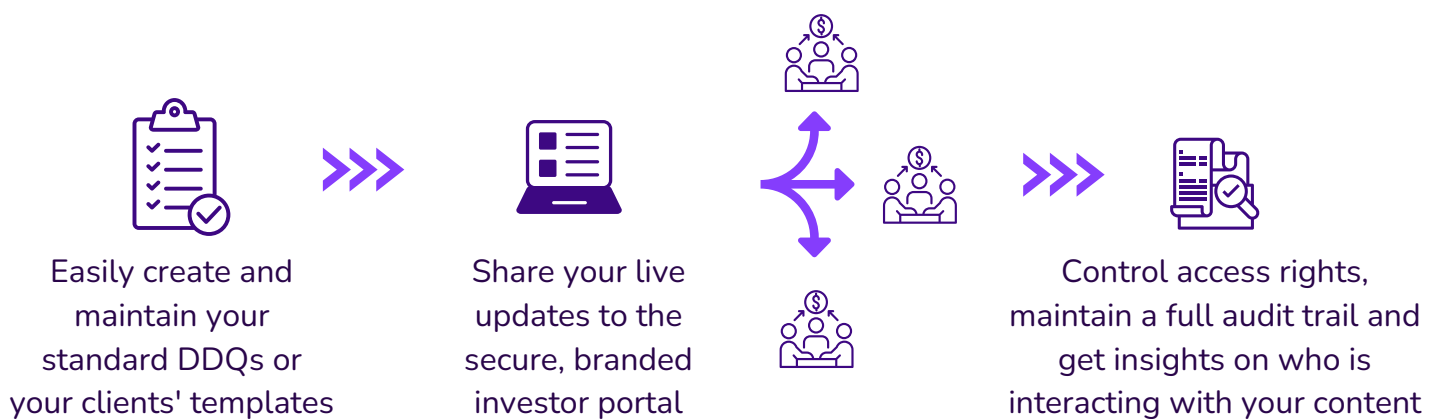 Easily create and
maintain your
standard DDQs or
your clients' templates
Share your live
updates to the
secure, branded
investor portal
$
$
$
Control access rights,
maintain a full audit trail and
get insights on who is
interacting with your content